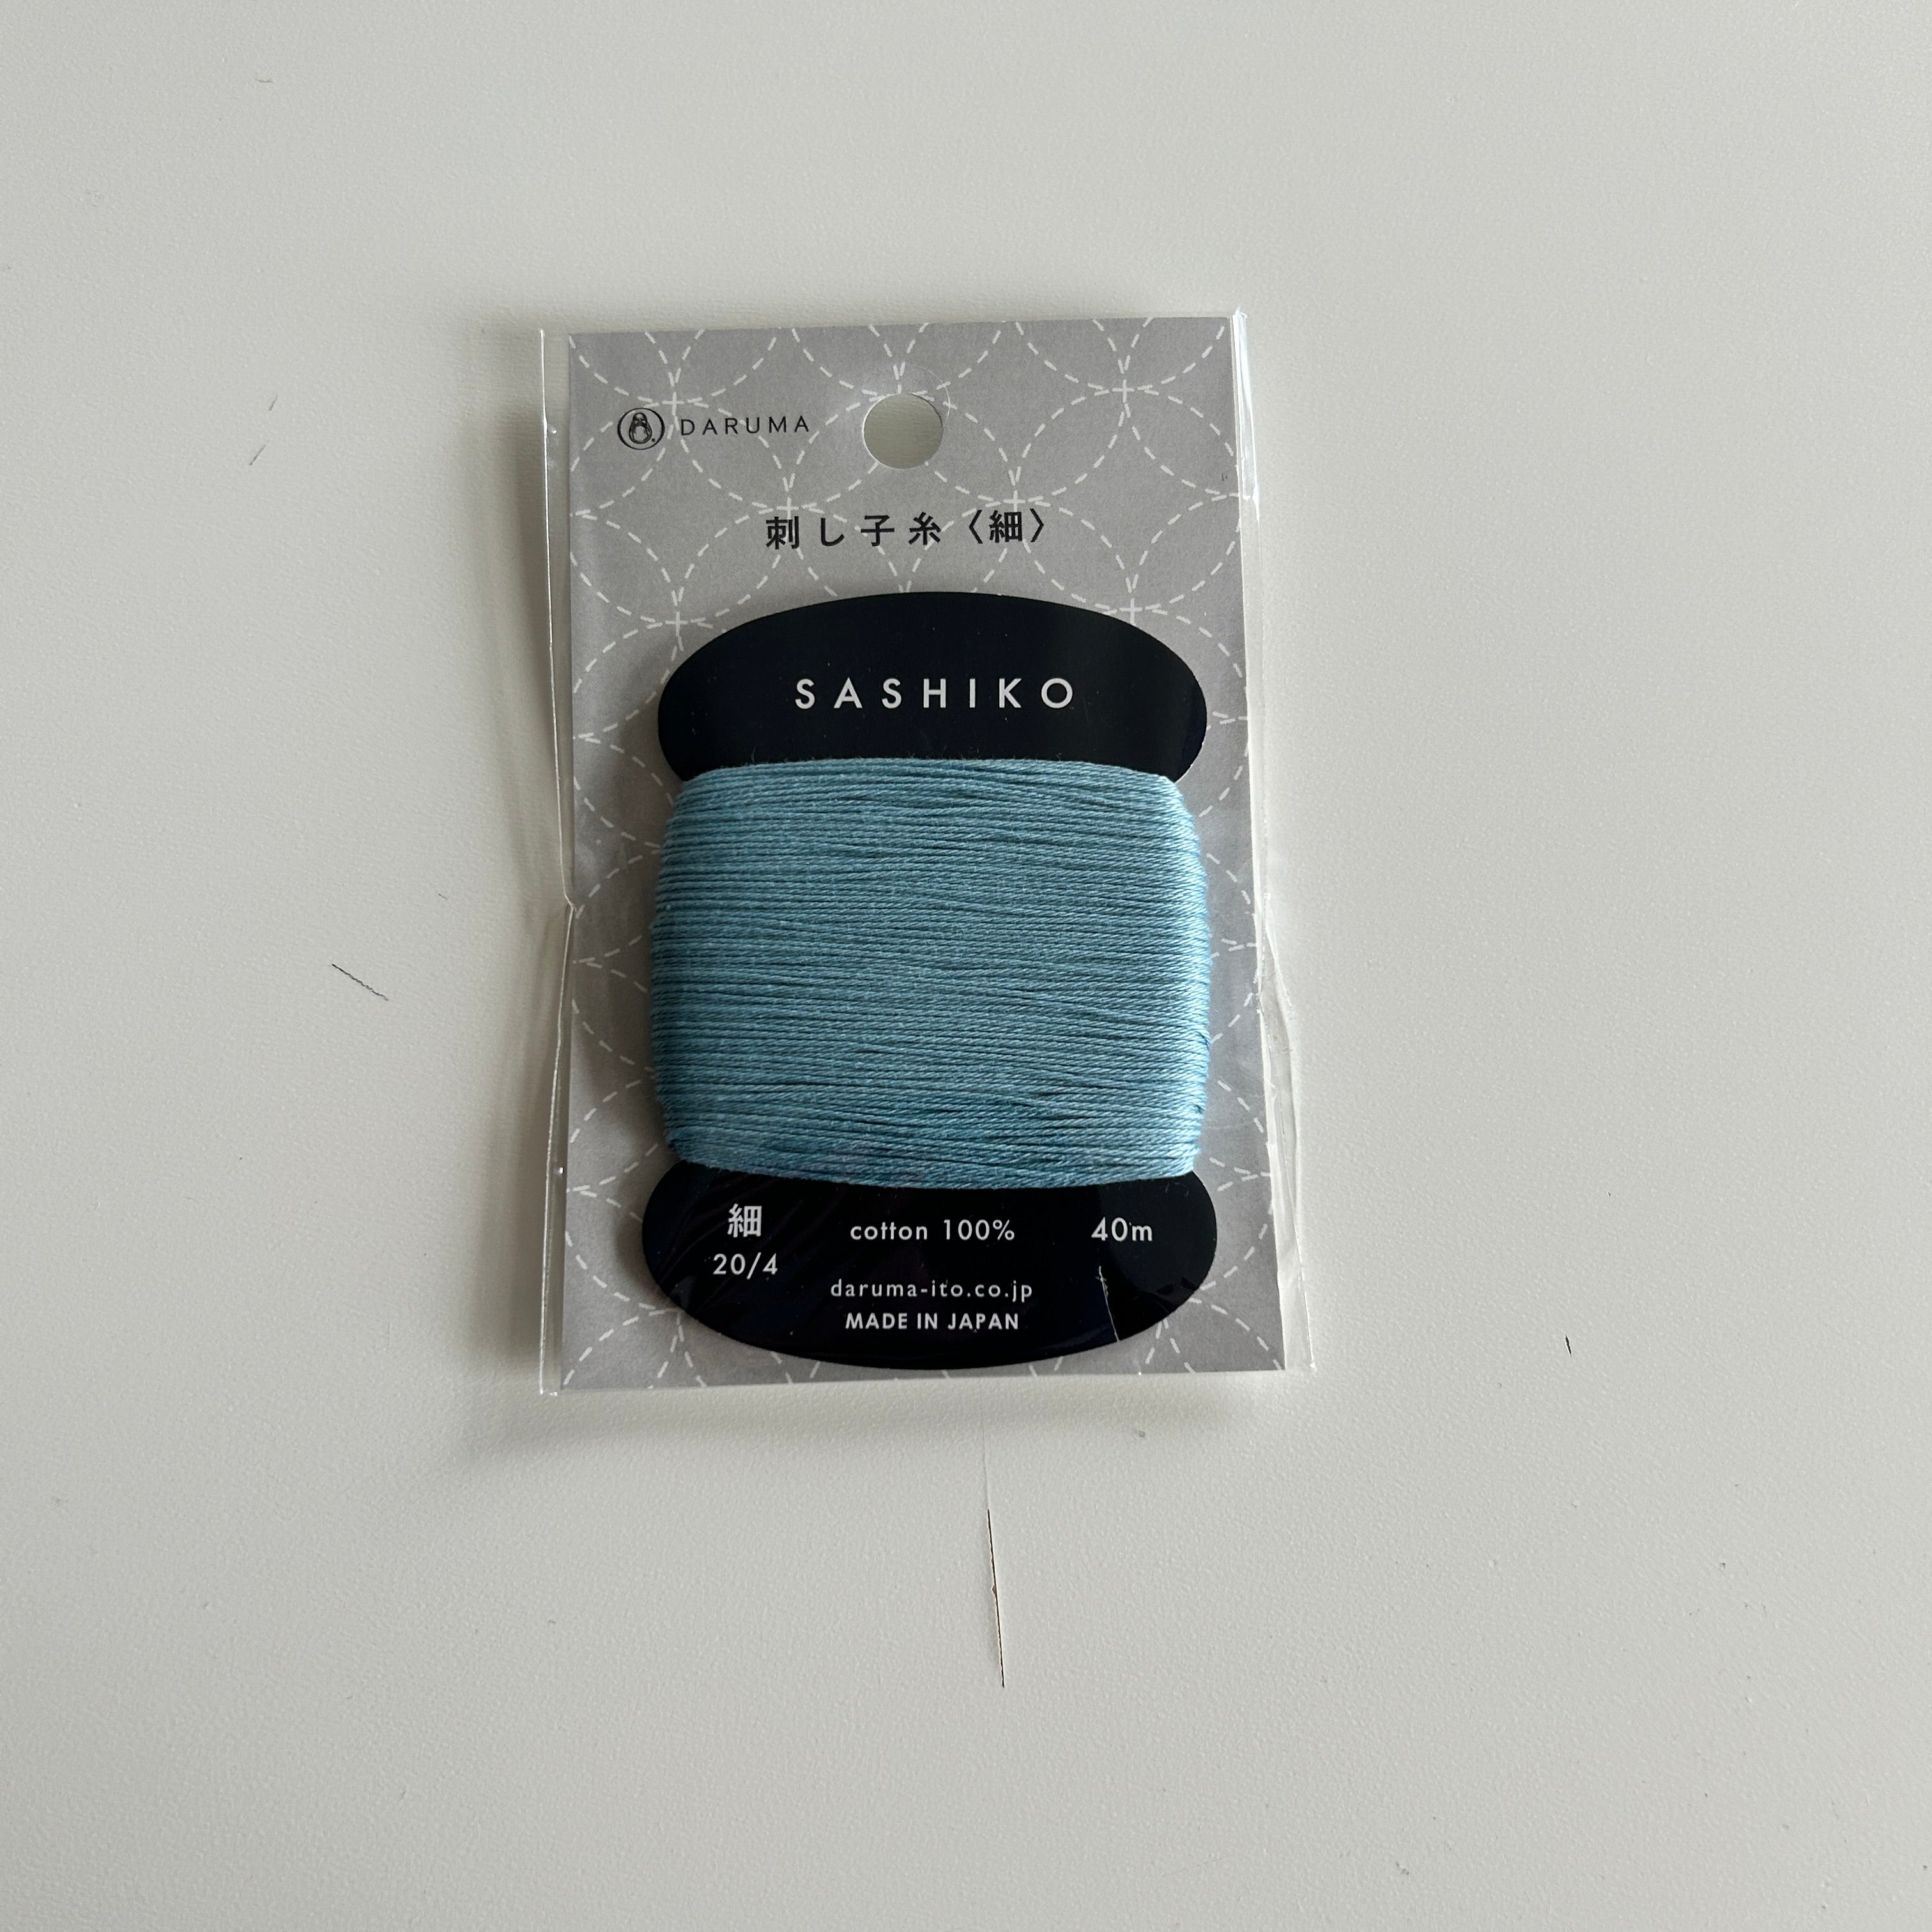 DARUMA
刺し子糸〈細〉
SASHIKO
細
20/4
cotton 100%
40m
daruma-ito.co.jp
MADE IN JAPAN